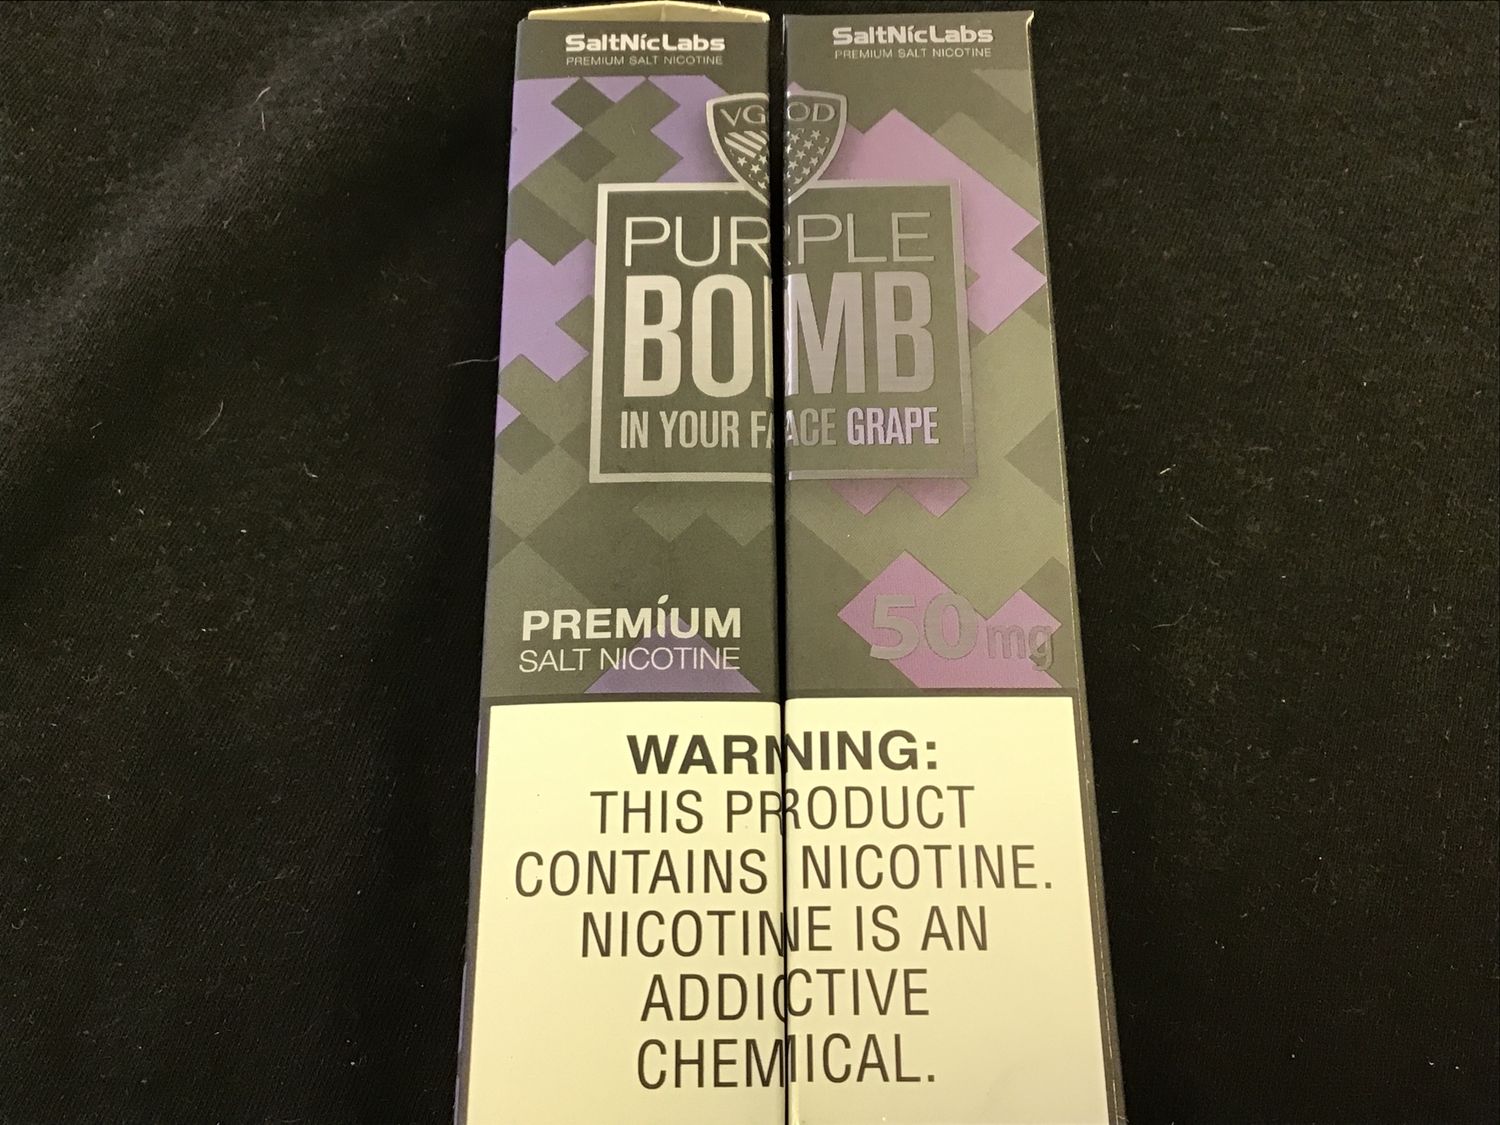 SaltNicLabs SaltNicLabs
PREMIUM SALT NICOTINE PREMIUM SALT NICOTINE
VGOD
PURPLE
BOMB
IN YOUR FACE GRAPE
50mg
PREMIUM
SALT NICOTINE
WARNING:
THIS PRODUCT
CONTAINS NICOTINE.
NICOTINE IS AN
ADDICTIVE
CHEMICAL.